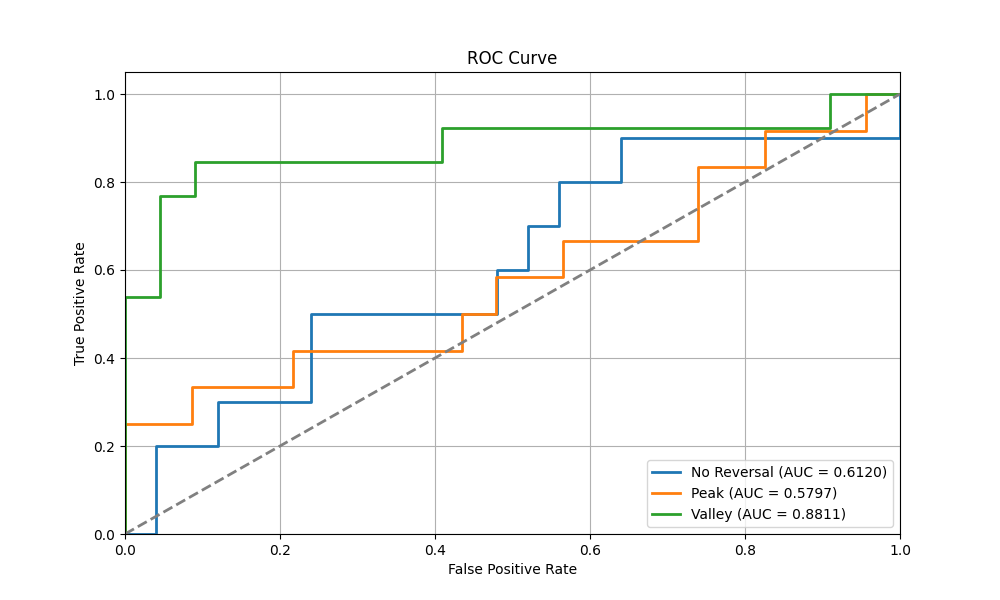 ROC Curve
True Positive Rate
1.0
0.8
0.6
0.4
0.2
0.0
0.0 0.2 0.4 0.6 0.8 1.0
False Positive Rate
No Reversal (AUC = 0.6120)
Peak (AUC = 0.5797)
Valley (AUC = 0.8811)